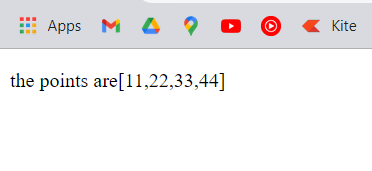 Apps Kite
the points are[11,22,33,44]